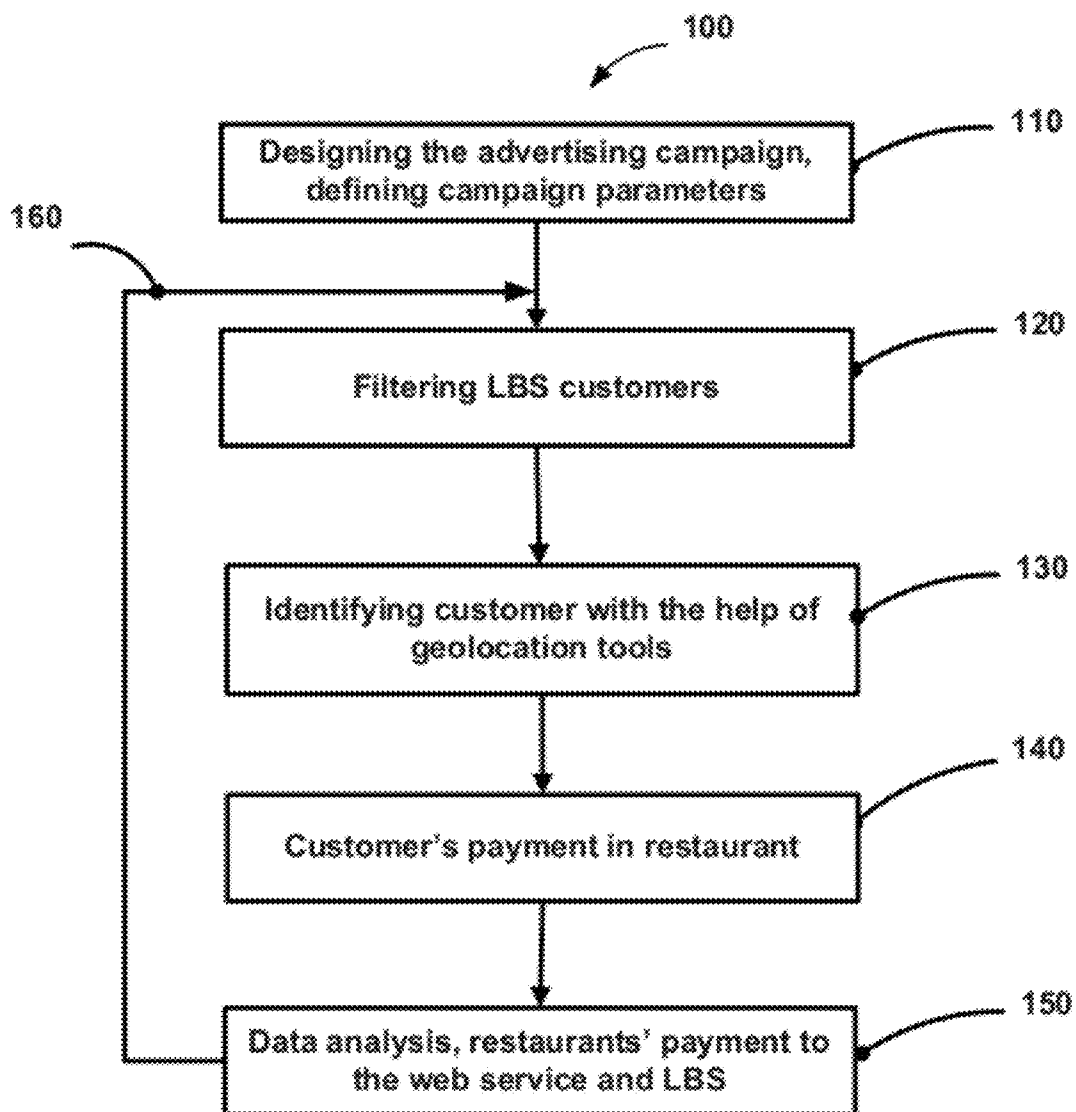 100
110
Designing the advertising campaign,
defining campaign parameters
160
120
Filtering LBS customers
130
Identifying customer with the help of
geolocation tools
140
Customer's payment in restaurant
150
Data analysis, restaurants' payment to
the web service and LBS